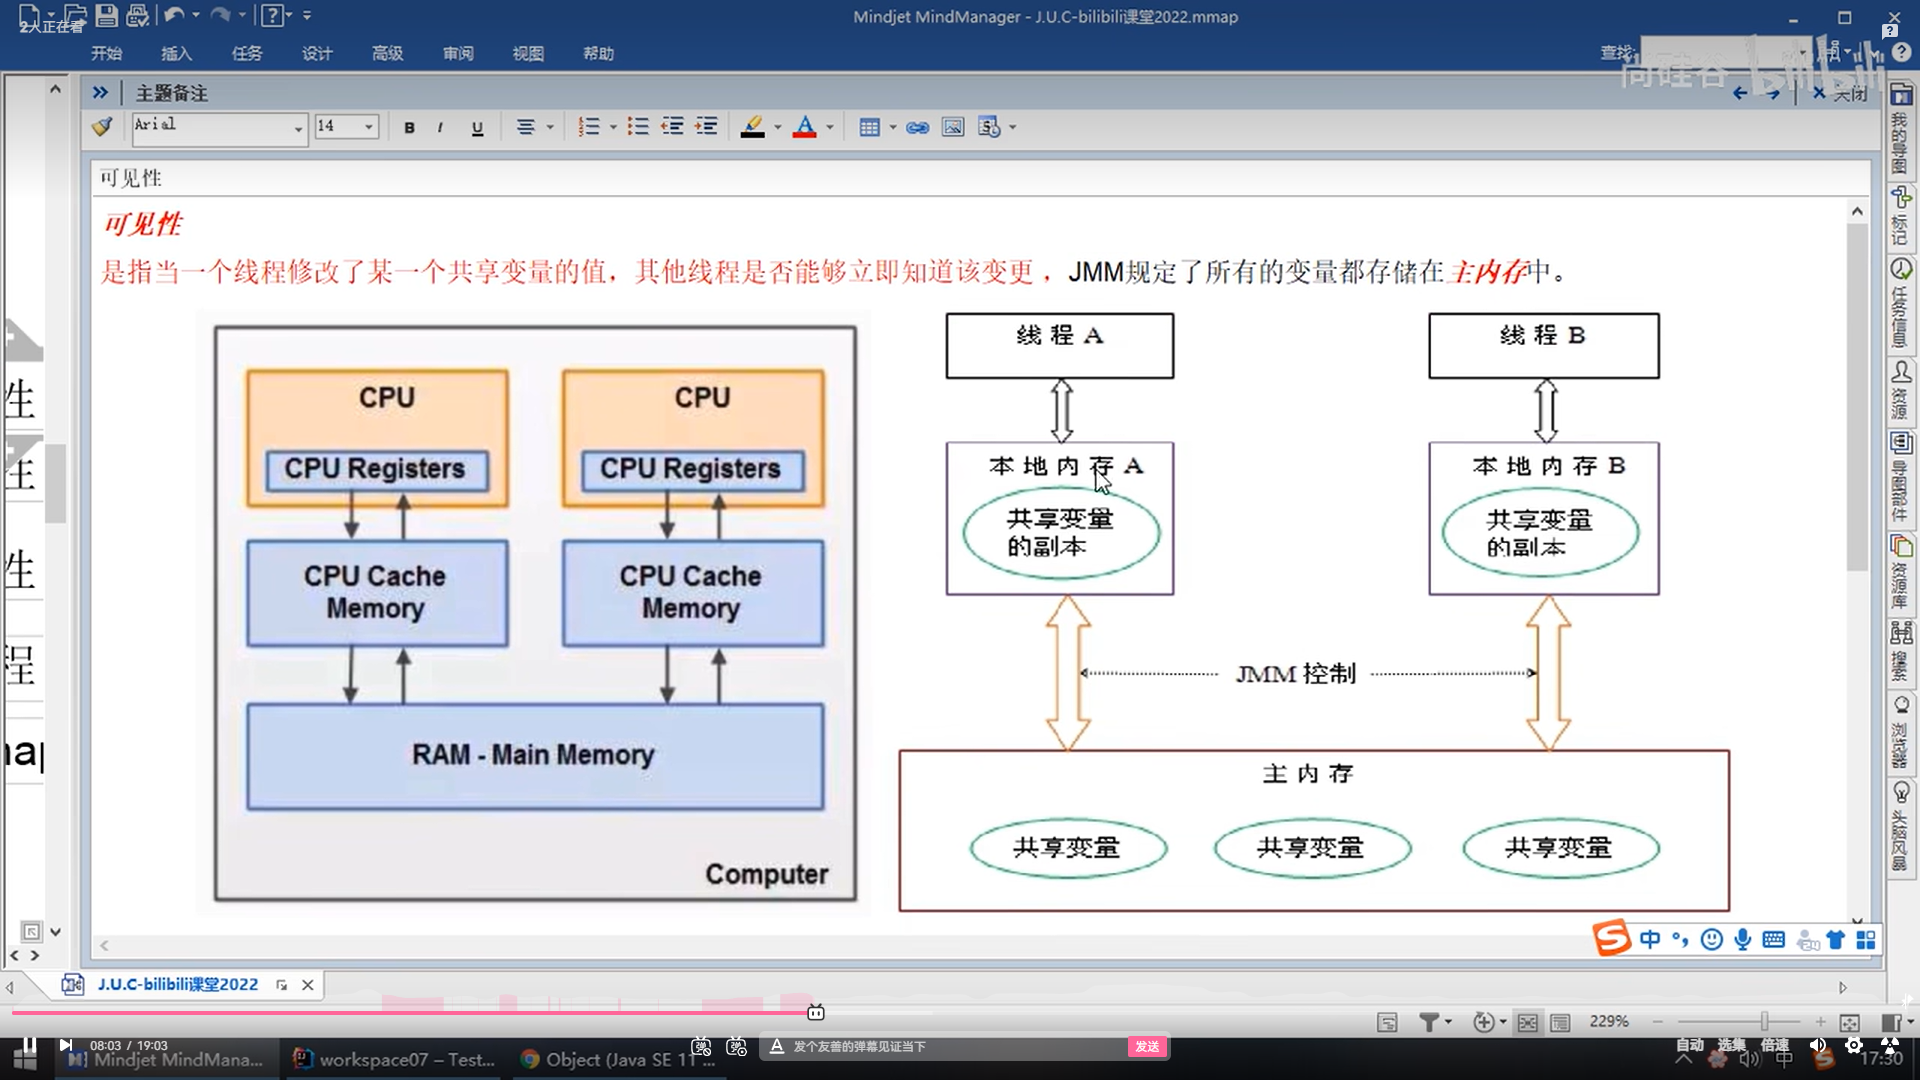 2人正在看
Mindjet MindManager - J.U.C-bilibili课堂2022.mmap
开始 插入 任务 设计 高级 审阅 视图 帮助
查找:
尚硅谷 bilibili
主题备注
关闭
Arial 14 B I U
可见性
可见性
是指当一个线程修改了某一个共享变量的值，其他线程是否能够立即知道该变更 ，JMM规定了所有的变量都存储在主内存中。
CPU
CPU Registers
CPU Cache
Memory
CPU
CPU Registers
CPU Cache
Memory
RAM - Main Memory
Computer
线程 A
线程 B
本地内存 A
共享变量
的副本
本地内存 B
共享变量
的副本
JMM 控制
主内存
共享变量 共享变量 共享变量
性
性
程
map
我的导图
标记
任务信息
资源
导图部件
资源库
搜索
浏览器
头脑风暴
中
J.U.C-bilibili课堂2022
229%
08:03 / 19:03
发个友善的弹幕见证当下
发送
自动 选集 倍速
Mindjet MindMana...
workspace07 – Test...
Object (Java SE 11 ...
中
17:30